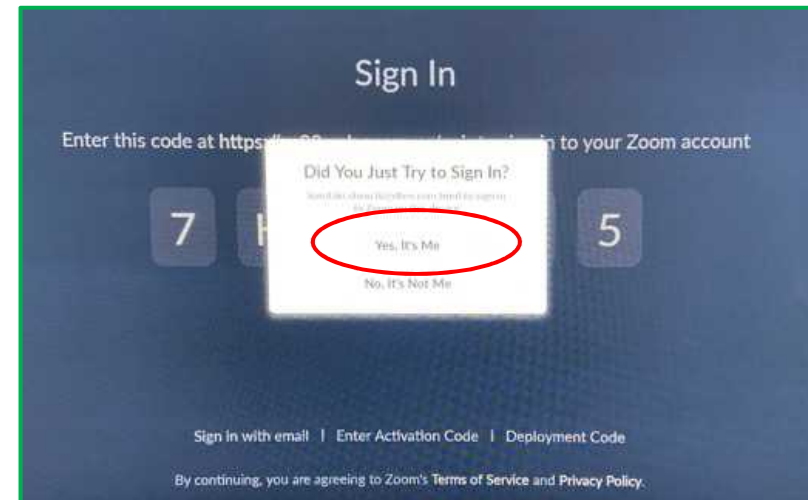 Sign In
Enter this code at https:// to your Zoom account
Did You Just Try to Sign In?
7
5
Yes, It's Me
No, It's Not Me
Sign in with email | Enter Activation Code | Deployment Code
By continuing, you are agreeing to Zoom's Terms of Service and Privacy Policy.